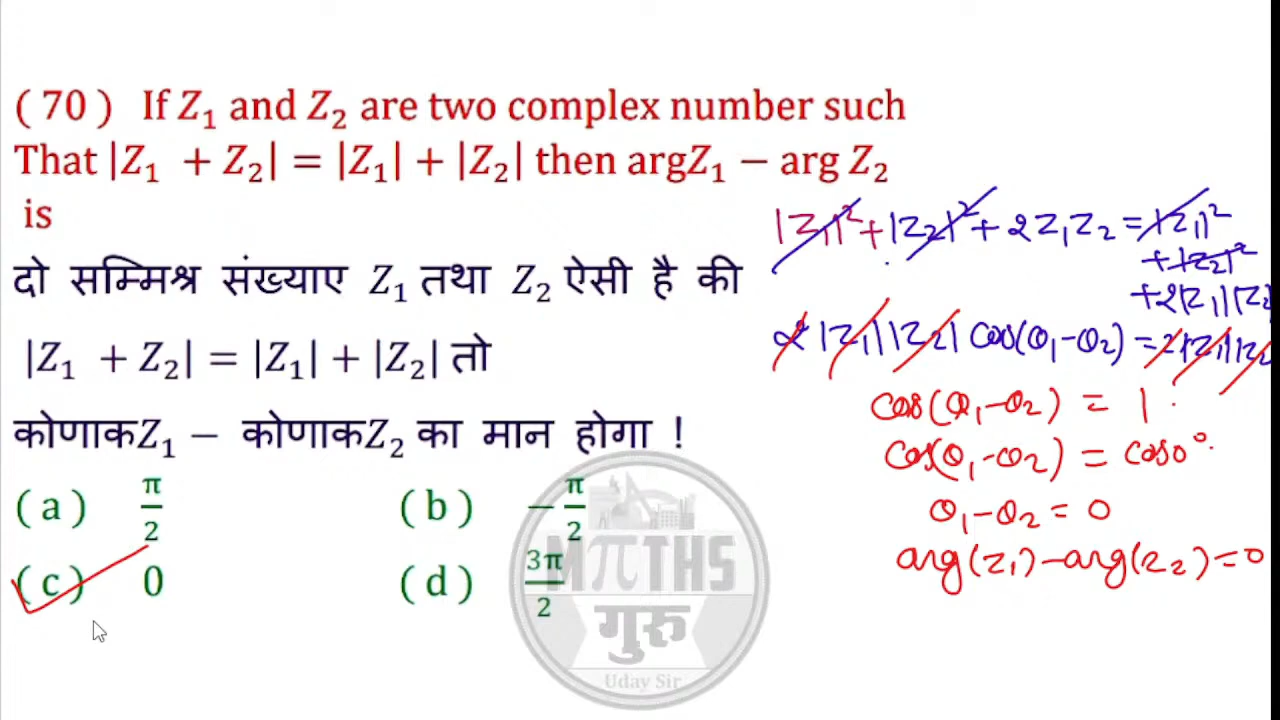 ( 70 ) If Z₁ and Z₂ are two complex number such
That |Z₁ + Z₂| = |Z₁| + |Z₂| then argZ₁ − arg Z₂
is
दो सम्मिश्र संख्याए Z₁ तथा Z₂ ऐसी है की
|Z₁ + Z₂| = |Z₁| + |Z₂| तो
कोणाकZ₁ − कोणाकZ₂ का मान होगा !
( a ) π/2 ( b ) −π/2
( c ) 0 ( d ) 3π/2
|Z₁|² + |Z₂|² + 2Z₁Z₂ = |Z₁|²
+ |Z₂|²
+2|Z₁||Z₂
2|Z₁||Z₂| cos(θ₁-θ₂) = 2|Z₁||Z₂
cos(θ₁-θ₂) = 1
cos(θ₁-θ₂) = cos0°
θ₁-θ₂ = 0
arg(Z₁)-arg(Z₂)=0
MπTHS
गुरु
Uday Sir